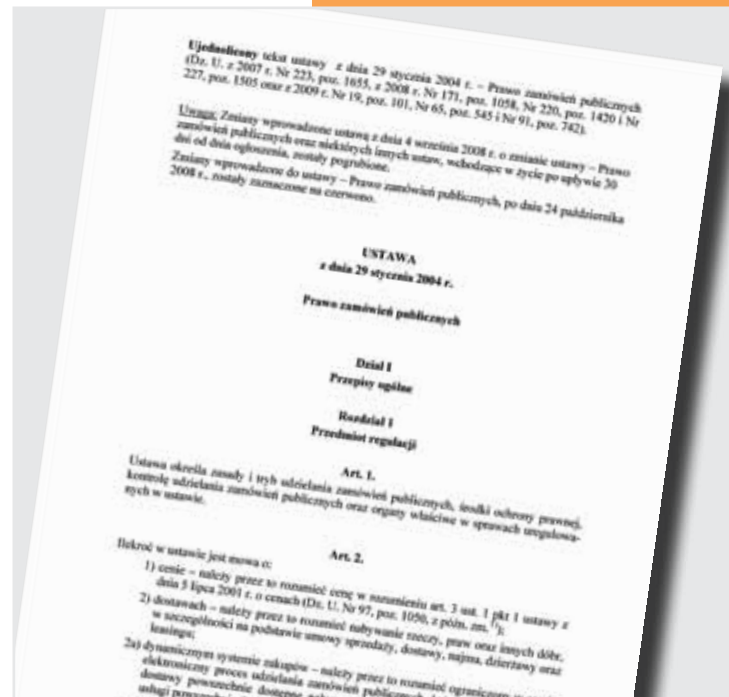 Ujednolicony tekst ustawy z dnia 29 stycznia 2004 r. – Prawo zamówień publicznych
(Dz. U. z 2007 r. Nr 223, poz. 1655, z 2008 r. Nr 171, poz. 1058, Nr 220, poz. 1420 i Nr
227, poz. 1505 oraz z 2009 r. Nr 19, poz. 101, Nr 65, poz. 545 i Nr 91, poz. 742).
Uwaga: Zmiany wprowadzone ustawą z dnia 4 września 2008 r. o zmianie ustawy – Prawo
zamówień publicznych oraz niektórych innych ustaw, wchodzące w życie po upływie 30
dni od dnia ogłoszenia, zostały pogrubione.
Zmiany wprowadzone do ustawy – Prawo zamówień publicznych, po dniu 24 października
2008 r., zostały zaznaczone na czerwono.
USTAWA
z dnia 29 stycznia 2004 r.
Prawo zamówień publicznych
Dział I
Przepisy ogólne
Rozdział 1
Przedmiot regulacji
Art. 1.
Ustawa określa zasady i tryb udzielania zamówień publicznych, środki ochrony prawnej,
kontrolę udzielania zamówień publicznych oraz organy właściwe w sprawach uregulowa-
nych w ustawie.
Art. 2.
Ilekroć w ustawie jest mowa o:
1) cenie – należy przez to rozumieć cenę w rozumieniu art. 3 ust. 1 pkt 1 ustawy z
dnia 5 lipca 2001 r. o cenach (Dz. U. Nr 97, poz. 1050, z późn. zm.
2) dostawach – należy przez to rozumieć nabywanie rzeczy, praw oraz innych dóbr,
w szczególności na podstawie umowy sprzedaży, dostawy, najmu, dzierżawy oraz
leasingu;
2a) dynamicznym systemie zakupów – należy przez to rozumieć ograniczony
elektroniczny proces udzielania zamówień publicznych
dostawy powszechnie dostępne
usługi